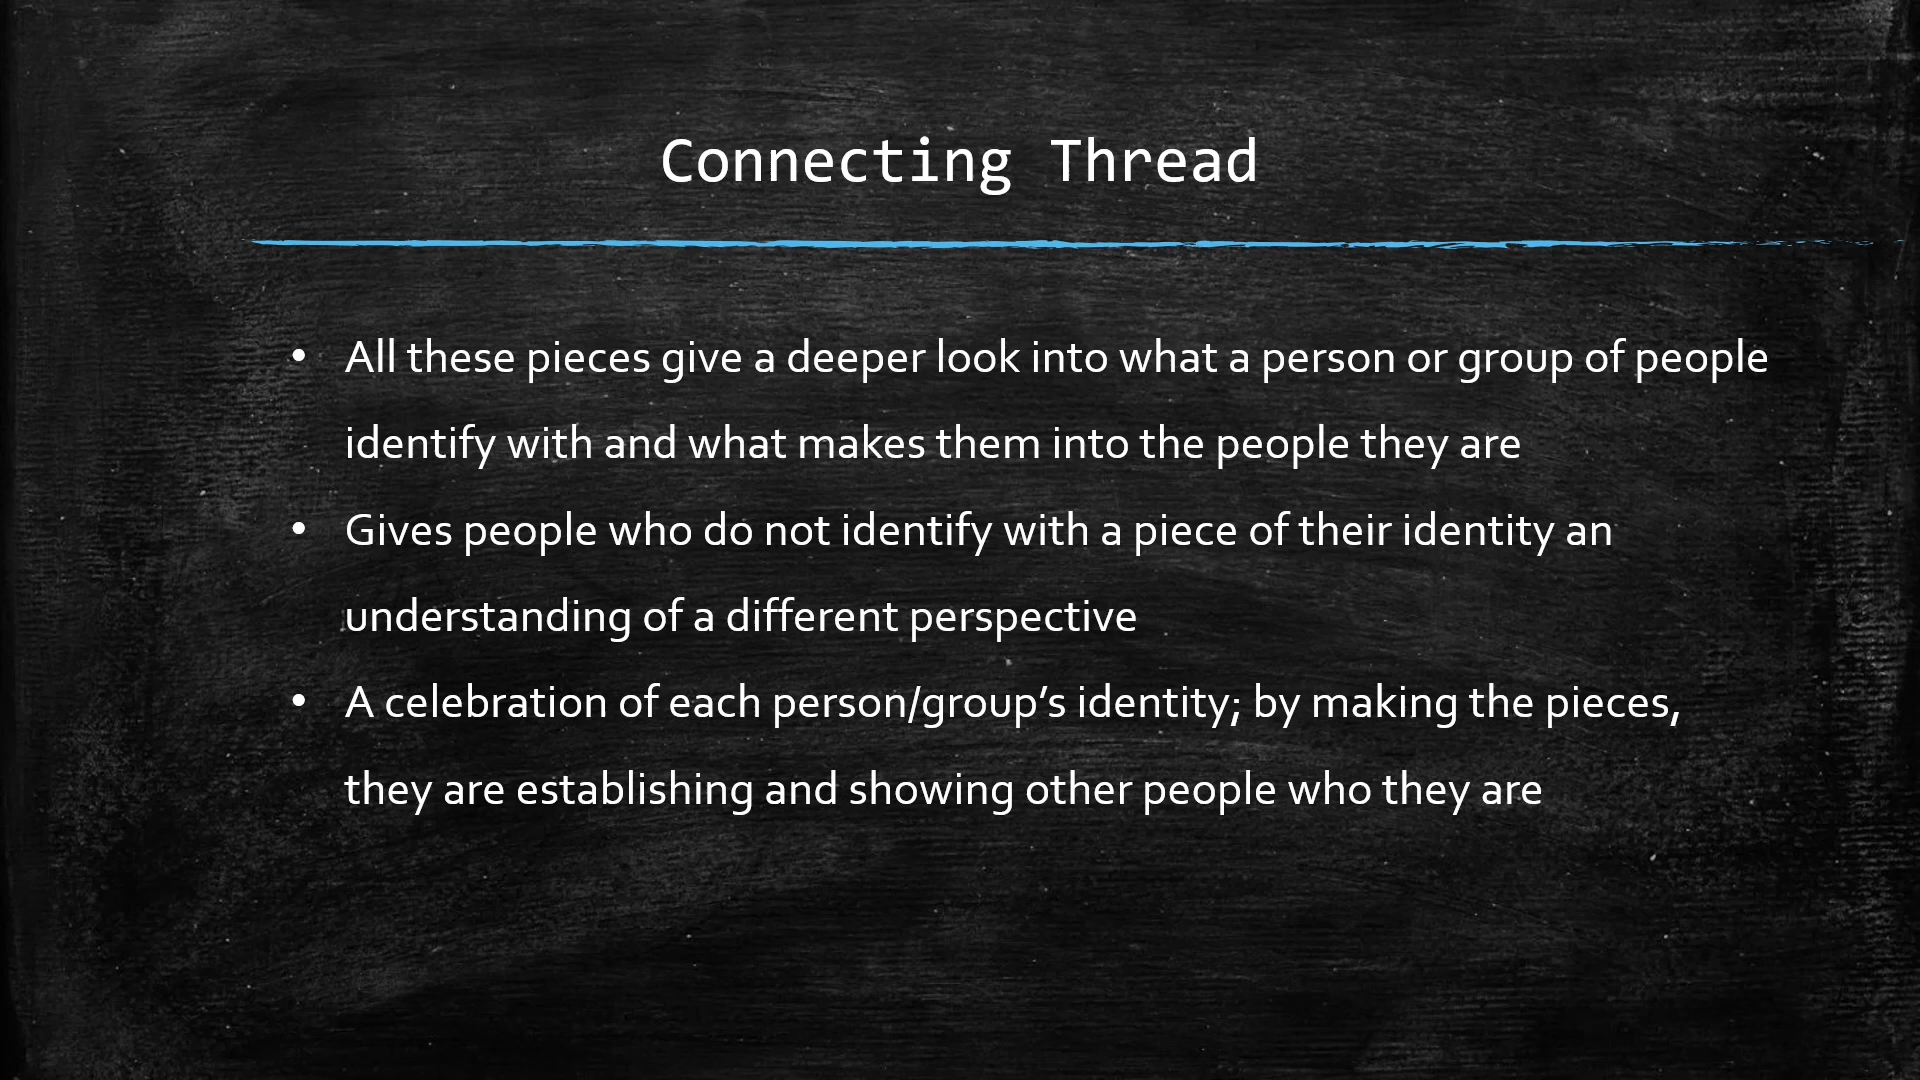 Connecting Thread
• All these pieces give a deeper look into what a person or group of people
identify with and what makes them into the people they are
• Gives people who do not identify with a piece of their identity an
understanding of a different perspective
• A celebration of each person/group’s identity; by making the pieces,
they are establishing and showing other people who they are